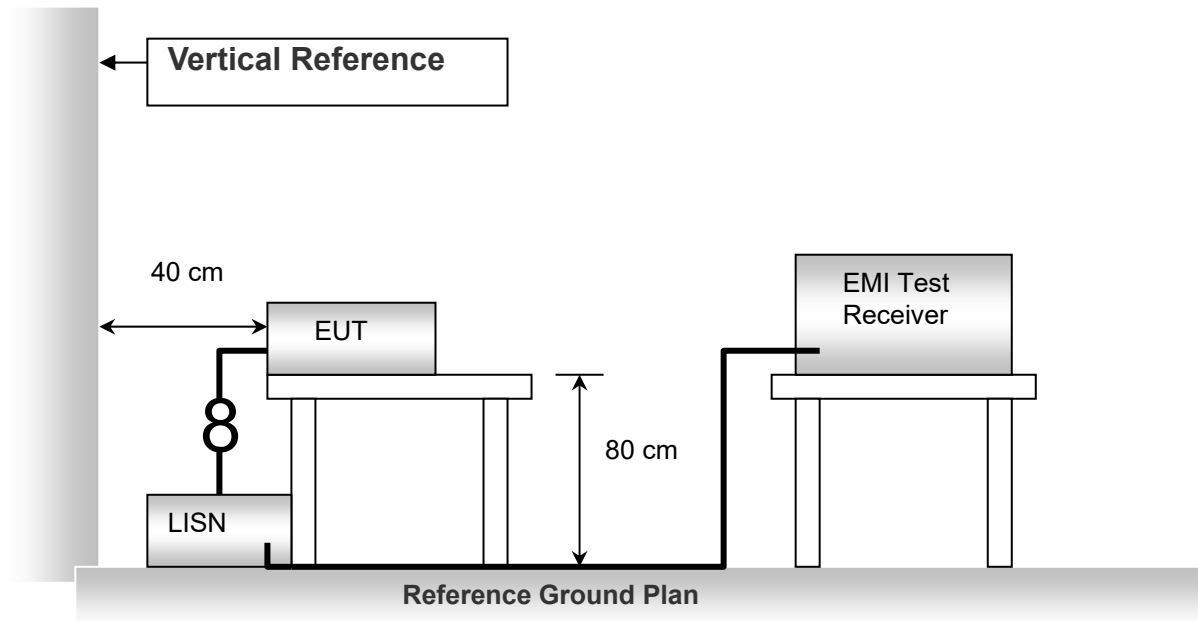 Vertical Reference
40 cm
EUT
EMI Test
Receiver
80 cm
LISN
Reference Ground Plan